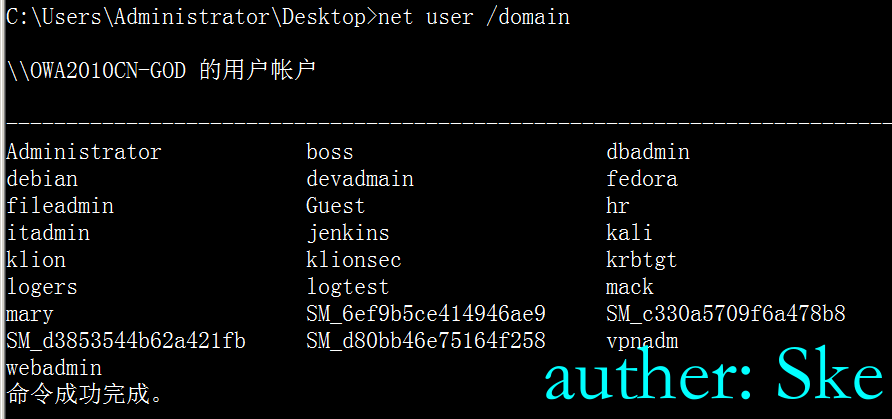 C:\Users\Administrator\Desktop>net user /domain
\\OWA2010CN-GOD 的用户帐户
-------------------------------------------------------------------------------
Administrator boss dbadmin
debian devadmain fedora
fileadmin Guest hr
itadmin jenkins kali
klion klionsec krbtgt
logers logtest mack
mary SM_6ef9b5ce414946ae9 SM_c330a5709f6a478b8
SM_d3853544b62a421fb SM_d80bb46e75164f258 vpnadm
webadmin
命令成功完成。
auther: Ske